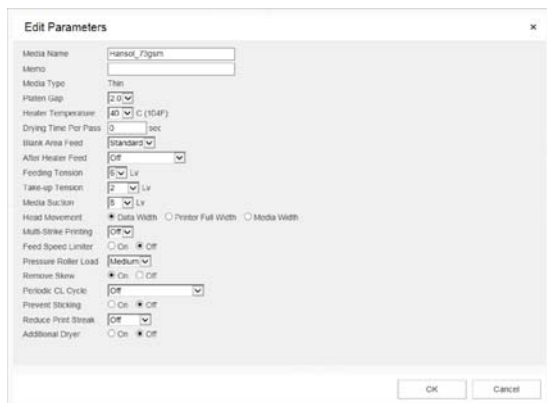 Edit Parameters ×
Media Name Hansol_73gsm
Memo
Media Type Thin
Platen Gap 2.0
Heater Temperature 40 C (104F)
Drying Time Per Pass 0 sec
Blank Area Feed Standard
After Heater Feed Off
Feeding Tension 6 Lv
Take-up Tension 2 Lv
Media Suction 8 Lv
Head Movement Data Width Printer Full Width Media Width
Multi-Strike Printing Off
Feed Speed Limiter On Off
Pressure Roller Load Medium
Remove Skew On Off
Periodic CL Cycle Off
Prevent Sticking On Off
Reduce Print Streak Off
Additional Dryer On Off
OK Cancel